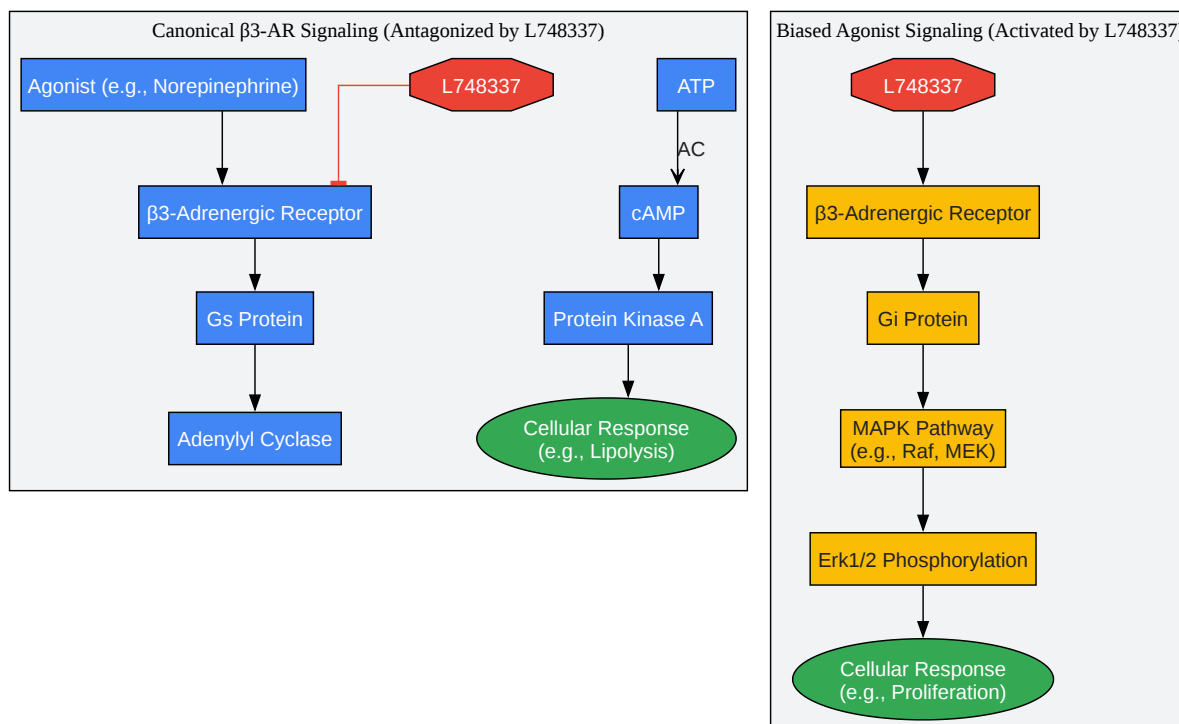 Canonical β3-AR Signaling (Antagonized by L748337)
Agonist (e.g., Norepinephrine)
L748337
ATP
AC
β3-Adrenergic Receptor
cAMP
Gs Protein
Protein Kinase A
Adenylyl Cyclase
Cellular Response
(e.g., Lipolysis)
Biased Agonist Signaling (Activated by L748337)
L748337
β3-Adrenergic Receptor
Gi Protein
MAPK Pathway
(e.g., Raf, MEK)
Erk1/2 Phosphorylation
Cellular Response
(e.g., Proliferation)